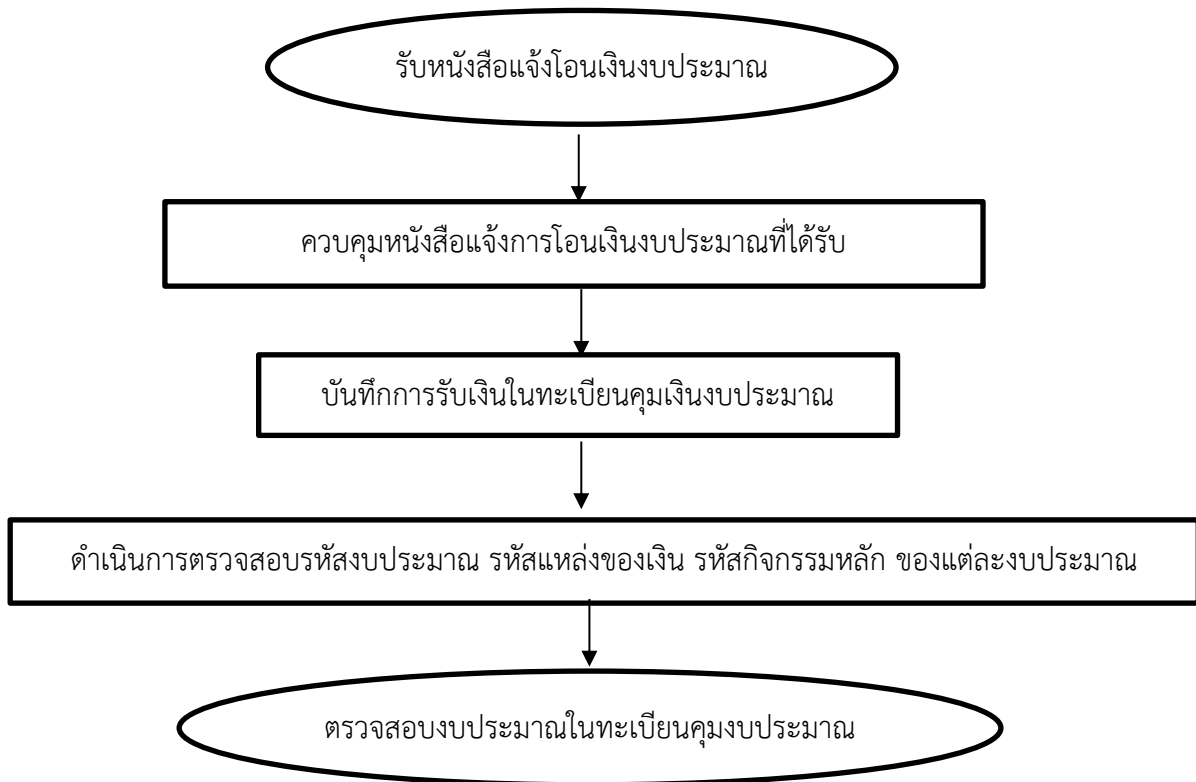 รับหนังสือแจ้งโอนเงินงบประมาณ
ควบคุมหนังสือแจ้งการโอนเงินงบประมาณที่ได้รับ
บันทึกการรับเงินในทะเบียนคุมเงินงบประมาณ
ดำเนินการตรวจสอบรหัสงบประมาณ รหัสแหล่งของเงิน รหัสกิจกรรมหลัก ของแต่ละงบประมาณ
ตรวจสอบงบประมาณในทะเบียนคุมงบประมาณ